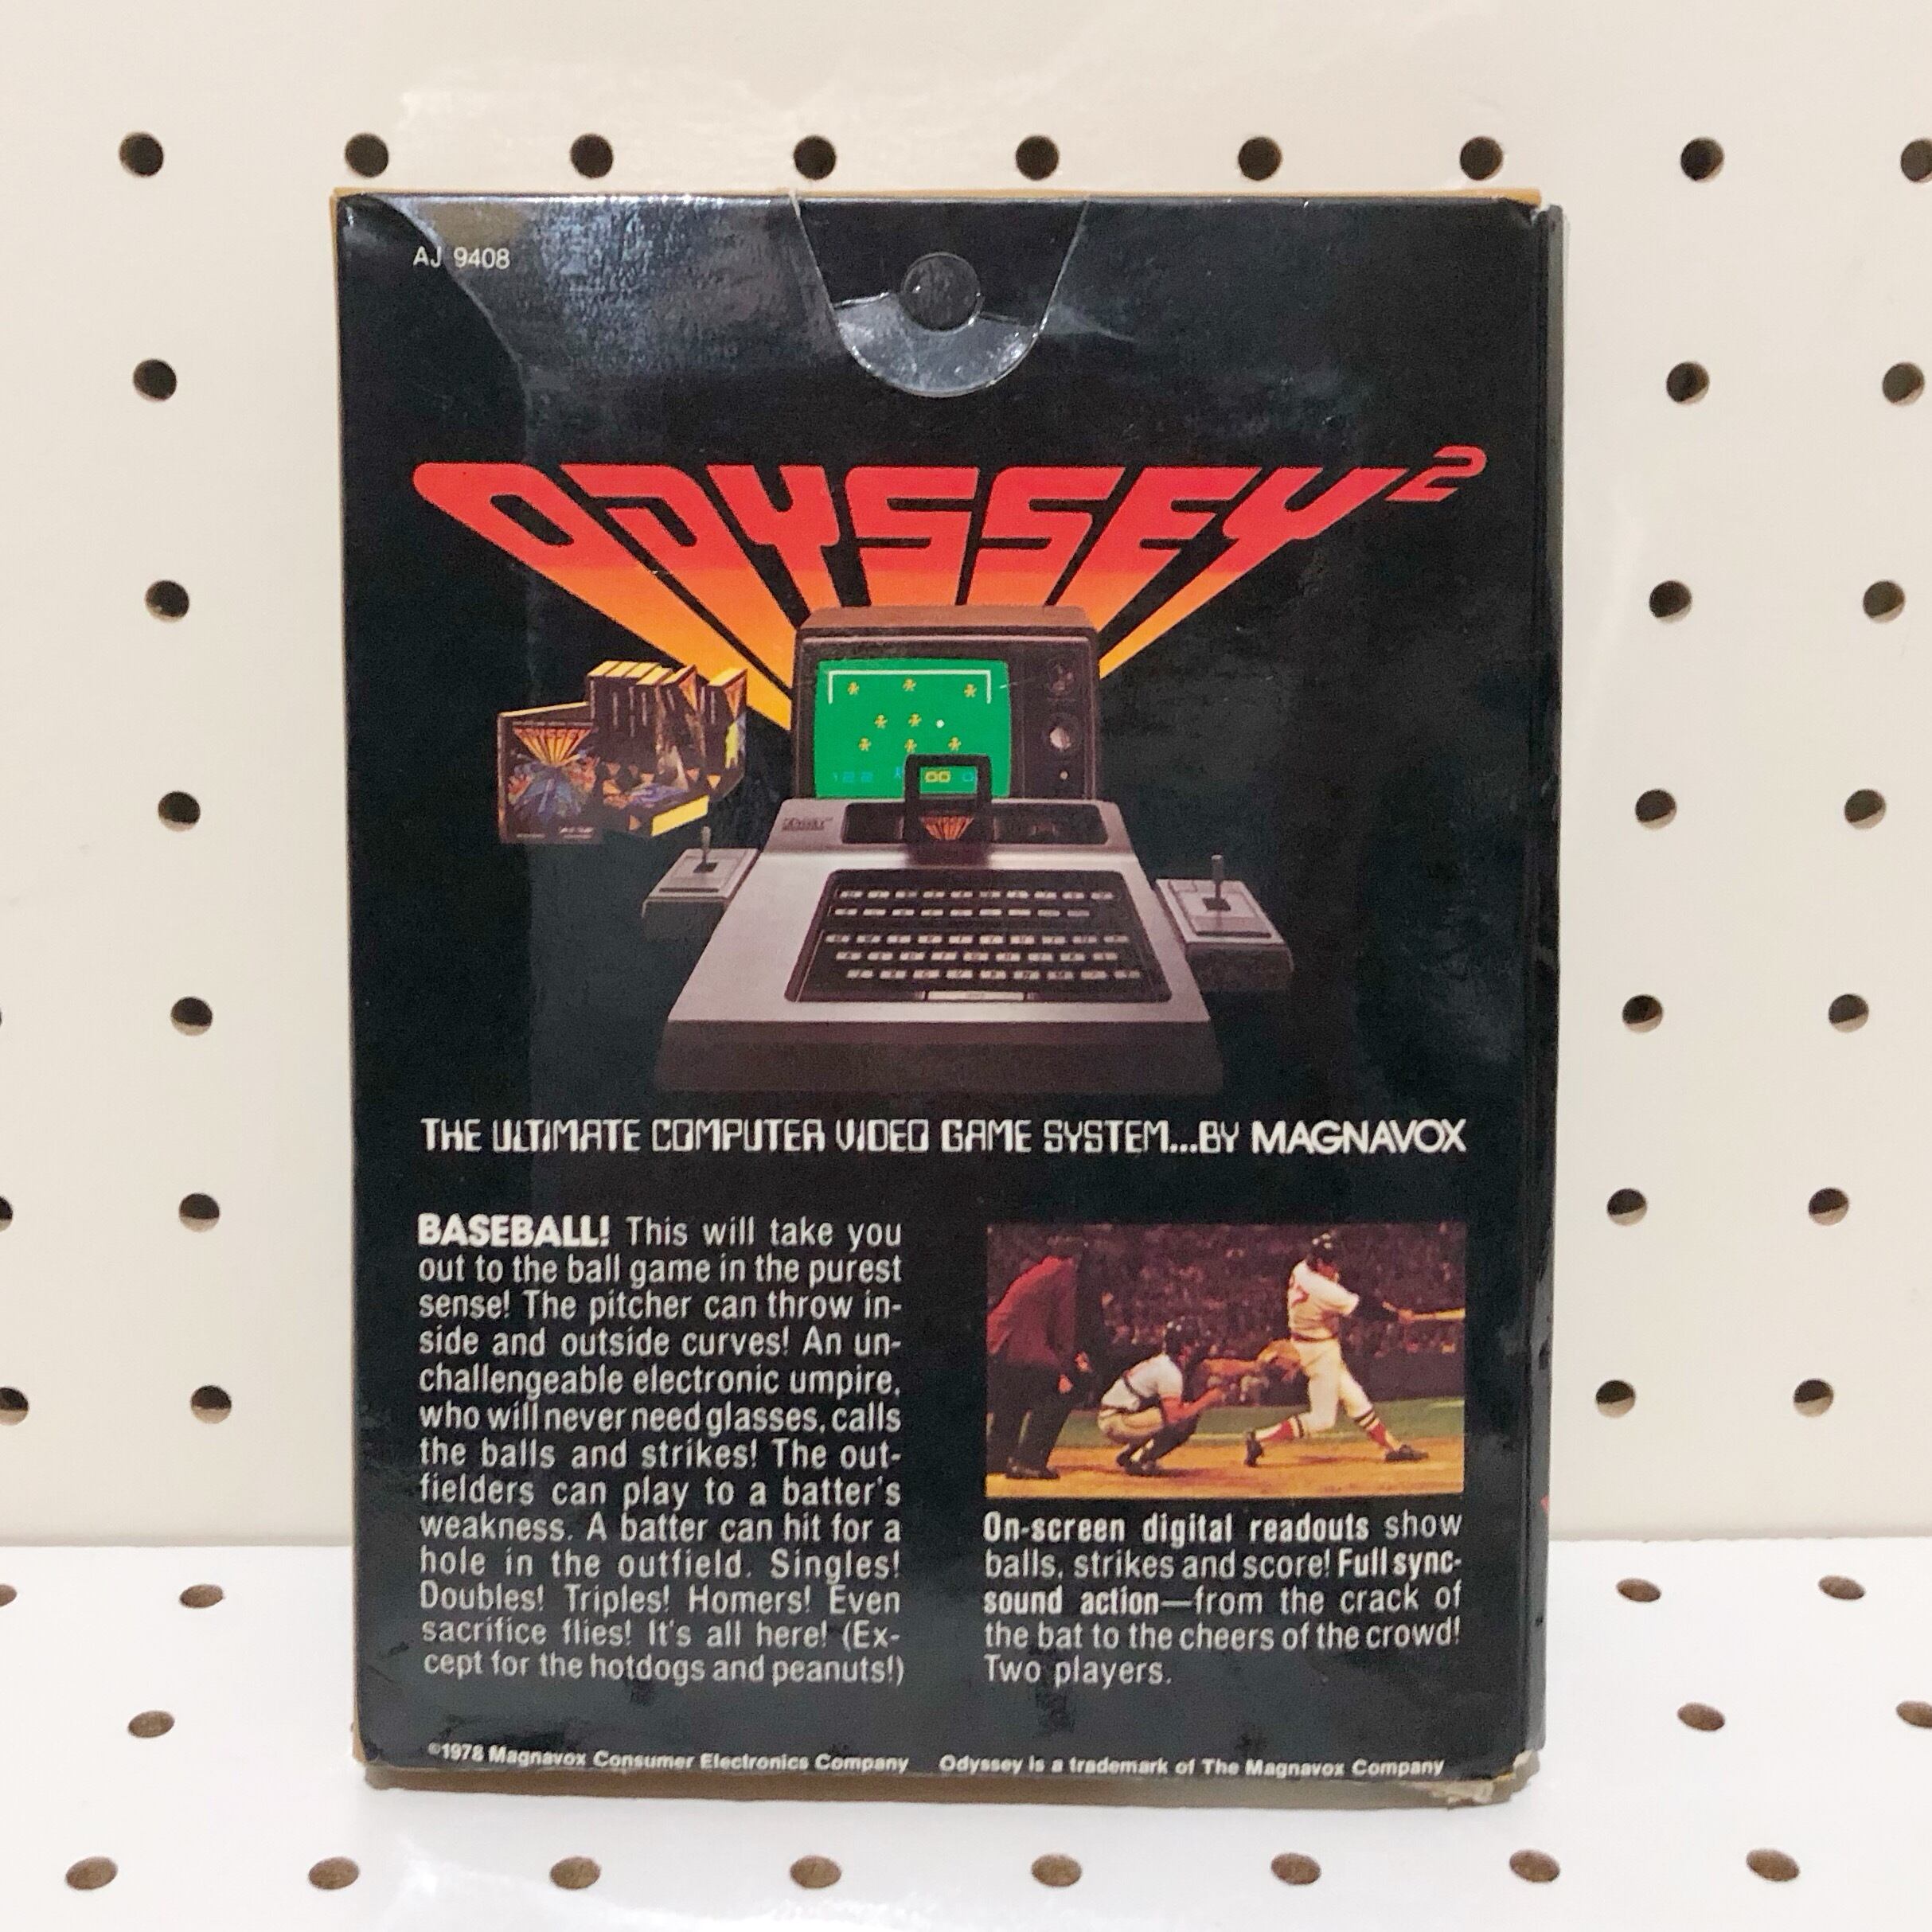 AJ 9408
ODYSSEY²
ODYSSEY
THE ULTIMATE COMPUTER VIDEO GAME SYSTEM...BY MAGNAVOX
BASEBALL! This will take you
out to the ball game in the purest
sense! The pitcher can throw in-
side and outside curves! An un-
challengeable electronic umpire,
who will never need glasses, calls
the balls and strikes! The out-
fielders can play to a batter's
weakness. A batter can hit for a
hole in the outfield. Singles!
Doubles! Triples! Homers! Even
sacrifice flies! It's all here! (Ex-
cept for the hotdogs and peanuts!)
On-screen digital readouts show
balls, strikes and score! Full sync-
sound action—from the crack of
the bat to the cheers of the crowd!
Two players.
©1978 Magnavox Consumer Electronics Company Odyssey is a trademark of The Magnavox Company